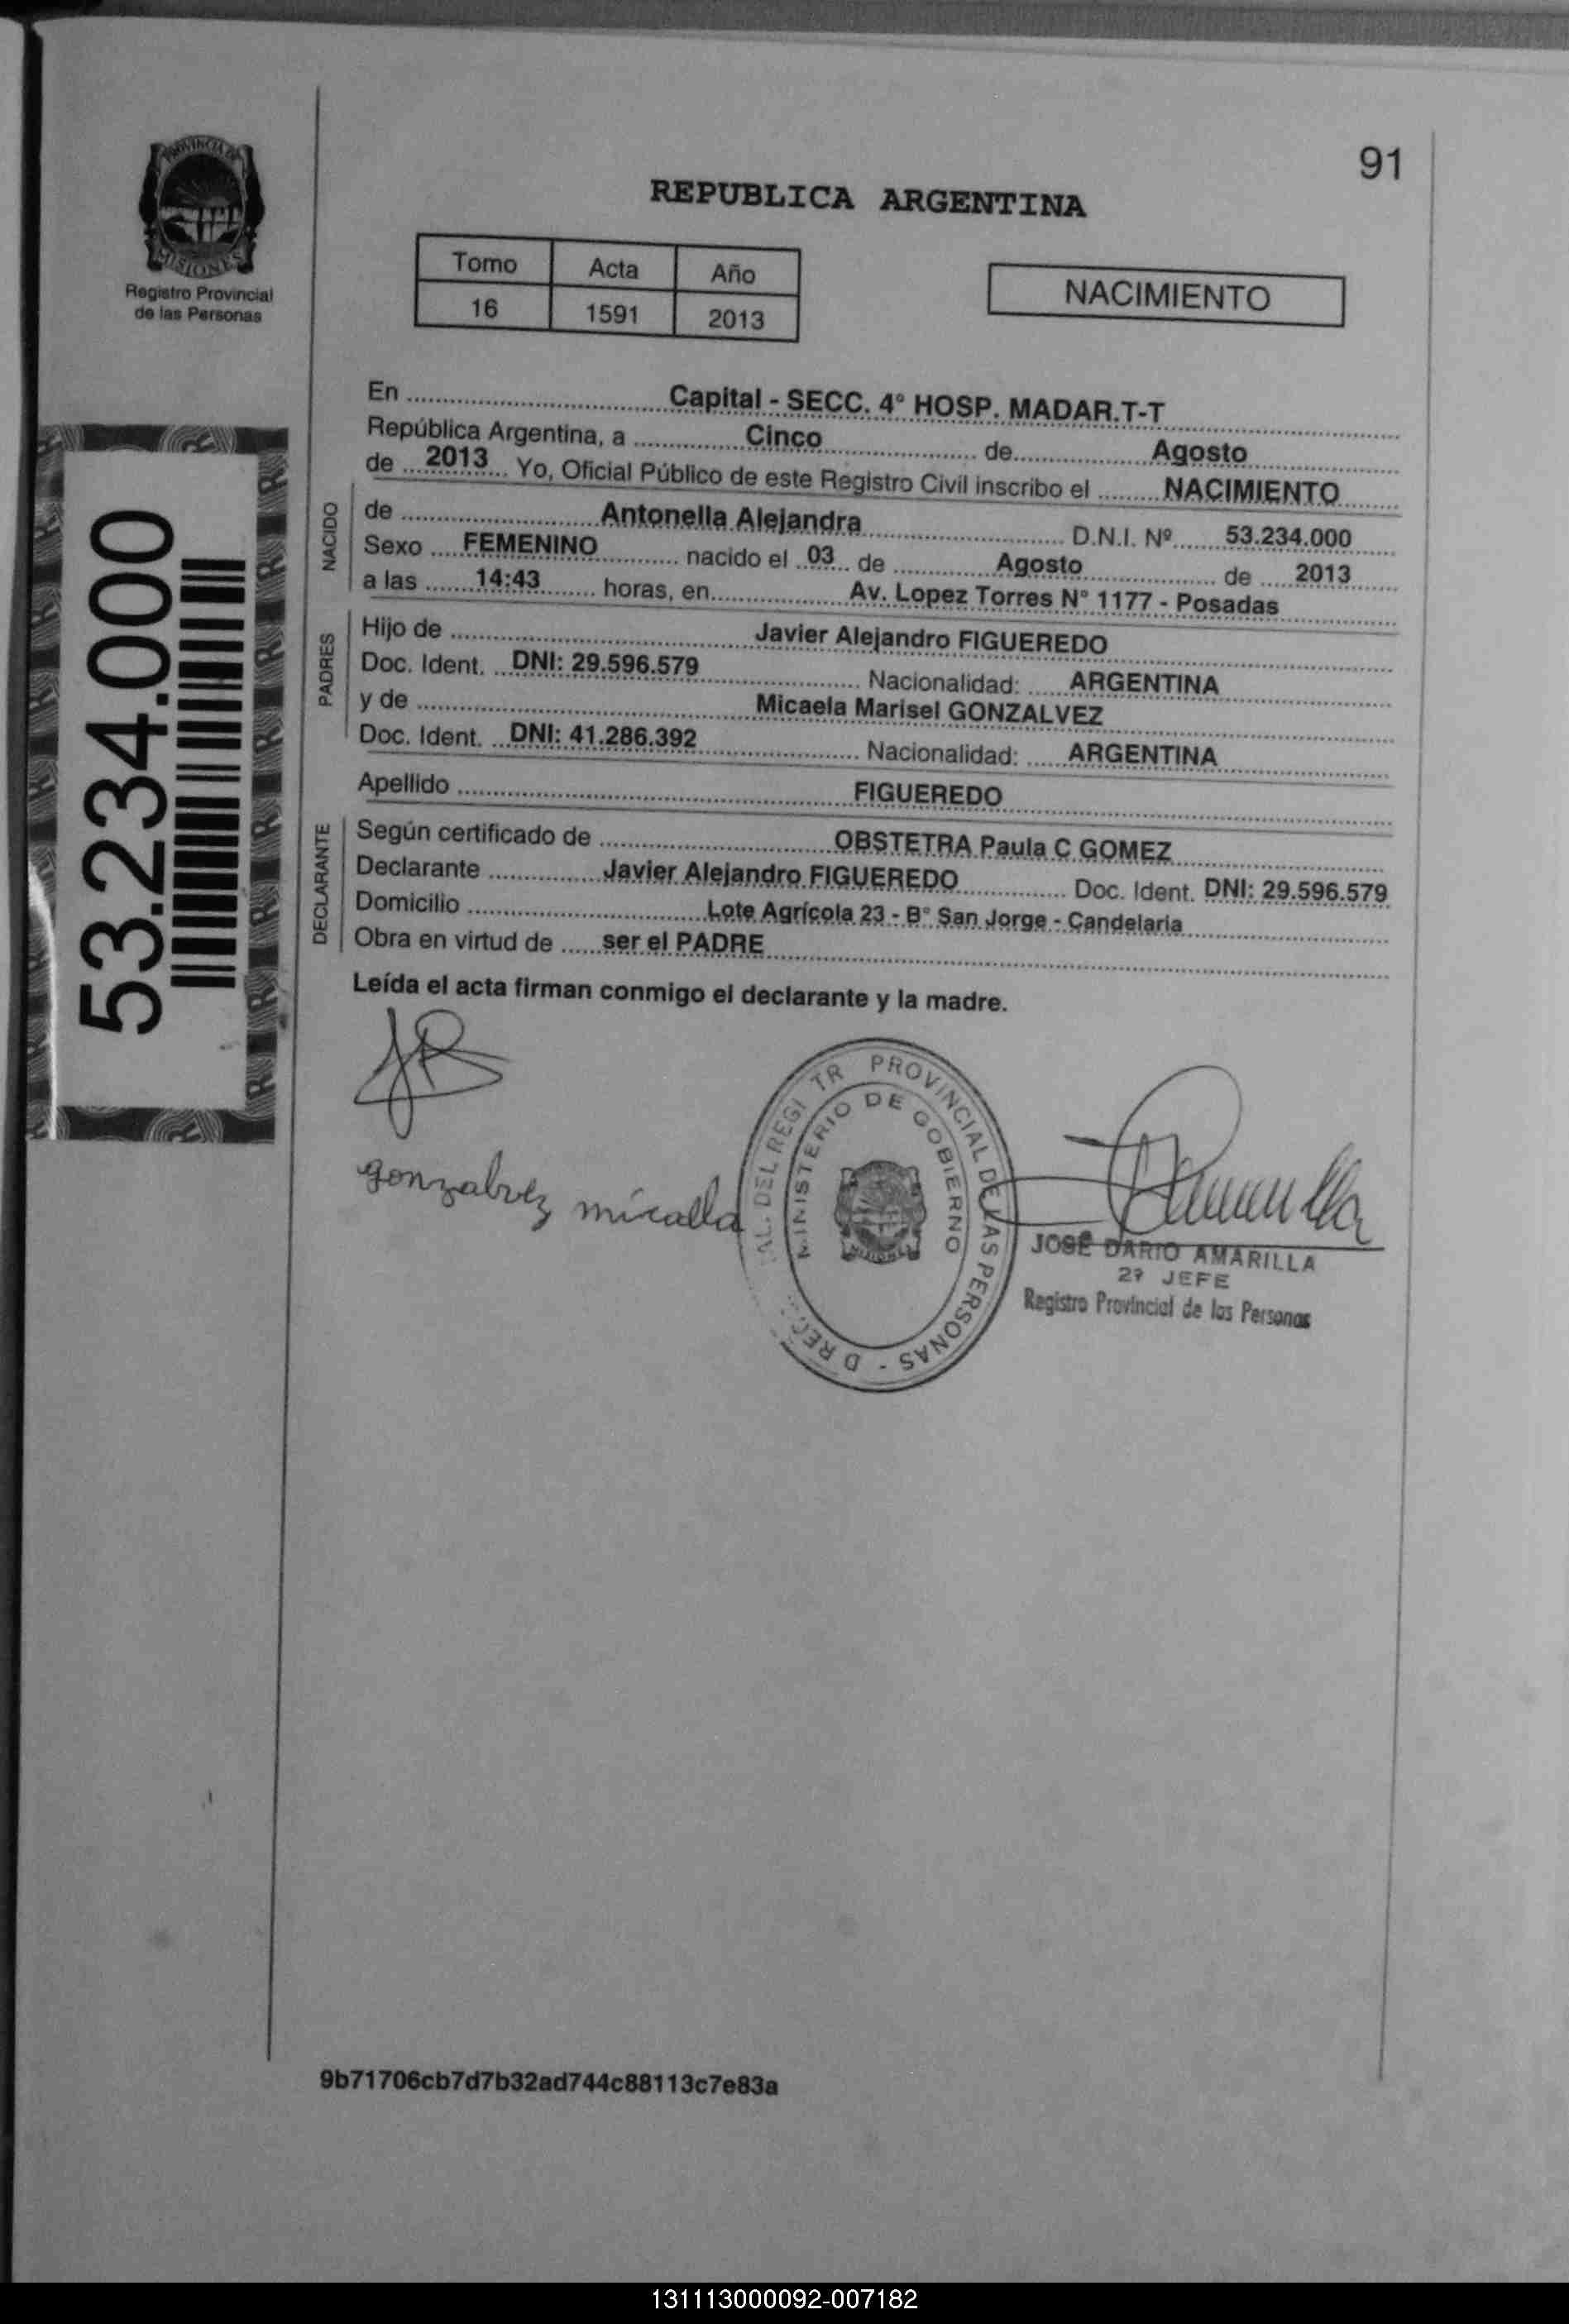 91
PROVINCIA DE
MISIONES
Registro Provincial
de las Personas
REPUBLICA ARGENTINA
Tomo Acta Año
16 1591 2013
NACIMIENTO
53.234.000
En Capital - SECC. 4° HOSP. MADAR.T-T
República Argentina, a Cinco de Agosto
de 2013 Yo, Oficial Público de este Registro Civil inscribo el NACIMIENTO
NACIDO
de Antonella Alejandra D.N.I. Nº 53.234.000
Sexo FEMENINO nacido el 03 de Agosto de 2013
a las 14:43 horas, en Av. Lopez Torres N° 1177 - Posadas
PADRES
Hijo de Javier Alejandro FIGUEREDO
Doc. Ident. DNI: 29.596.579 Nacionalidad: ARGENTINA
y de Micaela Marisel GONZALVEZ
Doc. Ident. DNI: 41.286.392 Nacionalidad: ARGENTINA
Apellido FIGUEREDO
DECLARANTE
Según certificado de OBSTETRA Paula C GOMEZ
Declarante Javier Alejandro FIGUEREDO Doc. Ident. DNI: 29.596.579
Domicilio Lote Agrícola 23 - B° San Jorge - Candelaria
Obra en virtud de ser el PADRE
Leída el acta firman conmigo el declarante y la madre.
gonzalvez micaela
PROVINCIAL DE LAS PERSONAS
MINISTERIO DE GOBIERNO
JOSÉ DARIO AMARILLA
2º JEFE
Registro Provincial de las Personas
9b71706cb7d7b32ad744c88113c7e83a
131113000092-007182